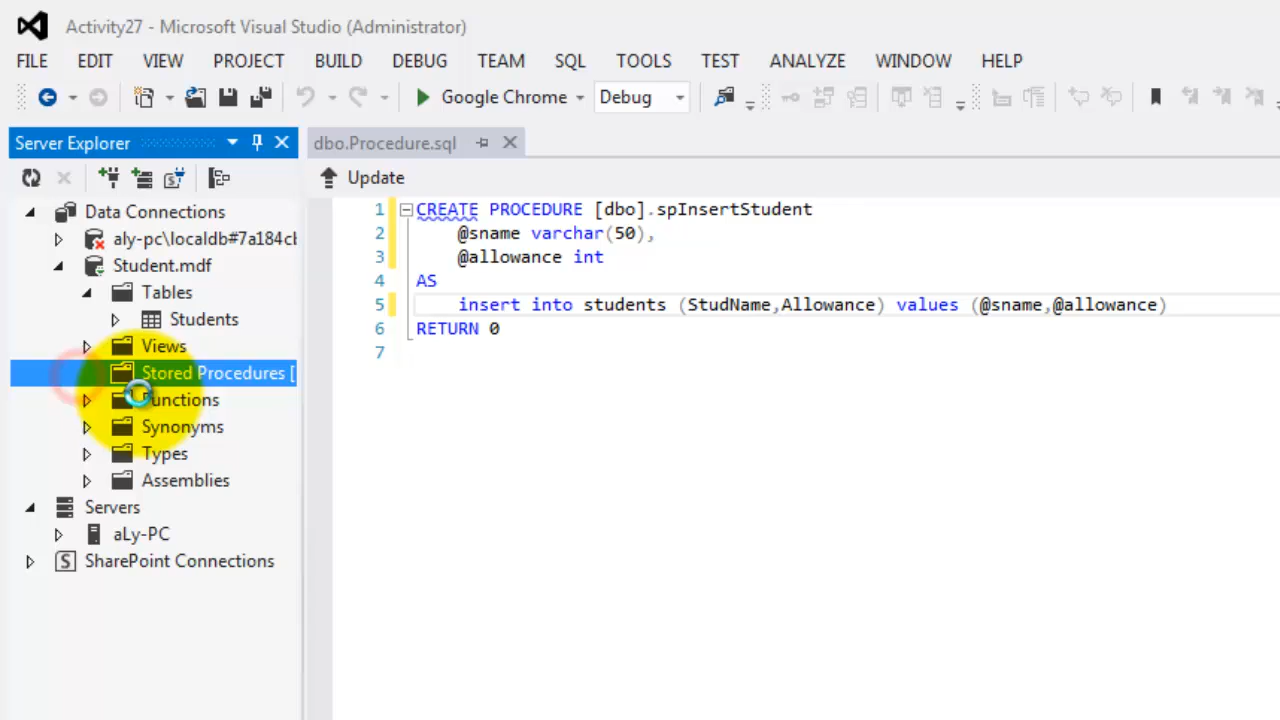 Activity27 - Microsoft Visual Studio (Administrator)
FILE EDIT VIEW PROJECT BUILD DEBUG TEAM SQL TOOLS TEST ANALYZE WINDOW HELP
Google Chrome Debug
Server Explorer
dbo.Procedure.sql
Update
Data Connections
aly-pc\localdb#7a184cb
Student.mdf
Tables
Students
Views
Stored Procedures [
Functions
Synonyms
Types
Assemblies
Servers
aLy-PC
S SharePoint Connections
1 CREATE PROCEDURE [dbo].spInsertStudent
2 @sname varchar(50),
3 @allowance int
4 AS
5 insert into students (StudName,Allowance) values (@sname,@allowance)
6 RETURN 0
7